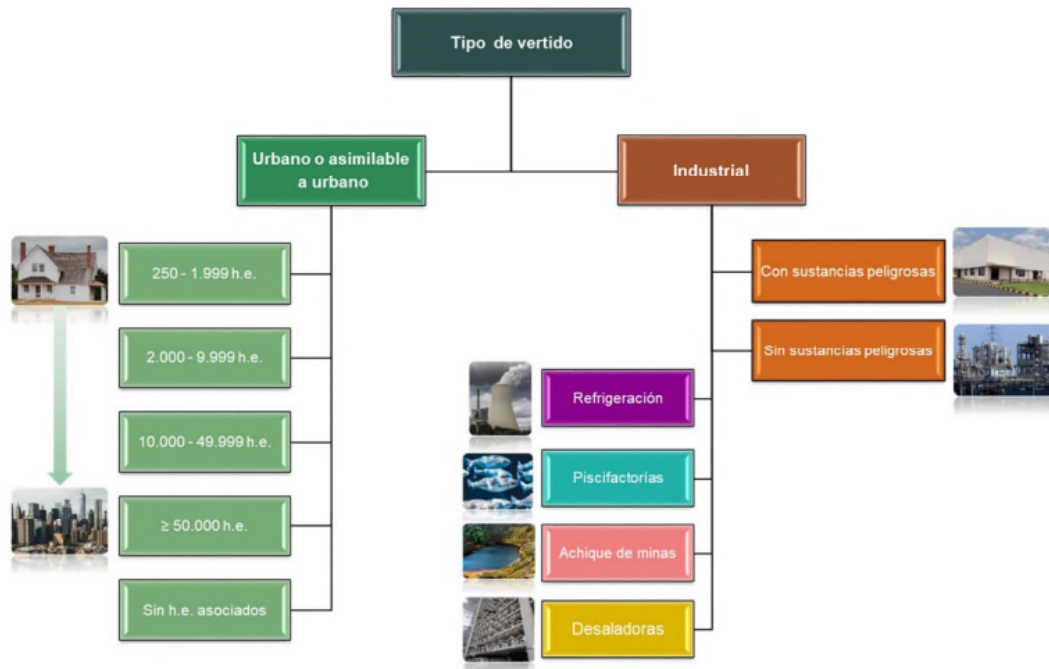 Tipo de vertido
Urbano o asimilable
a urbano
250 - 1.999 h.e.
2.000 - 9.999 h.e.
10.000 - 49.999 h.e.
≥ 50.000 h.e.
Sin h.e. asociados
Industrial
Con sustancias peligrosas
Sin sustancias peligrosas
Refrigeración
Piscifactorías
Achique de minas
Desaladoras